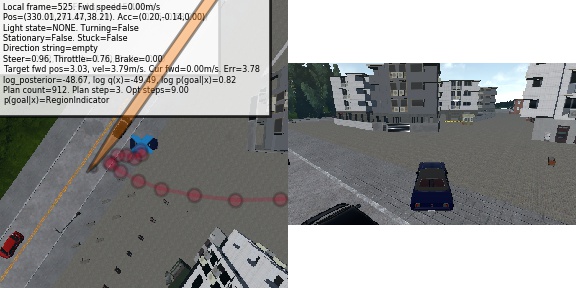 Local frame=525. Fwd speed=0.00m/s
Pos=(330.01,271.47,38.21). Acc=(0.20,-0.14,0.00)
Light state=NONE. Turning=False
Stationary=False. Stuck=False
Direction string=empty
Steer=0.96, Throttle=0.76, Brake=0.00
Target fwd pos=3.03, vel=3.79m/s. Cur fwd=0.00m/s. Err=3.78
log_posterior=-48.67, log q(x)=-49.49, log p(goal|x)=0.82
Plan count=912. Plan step=3. Opt steps=9.00
p(goal|x)=RegionIndicator